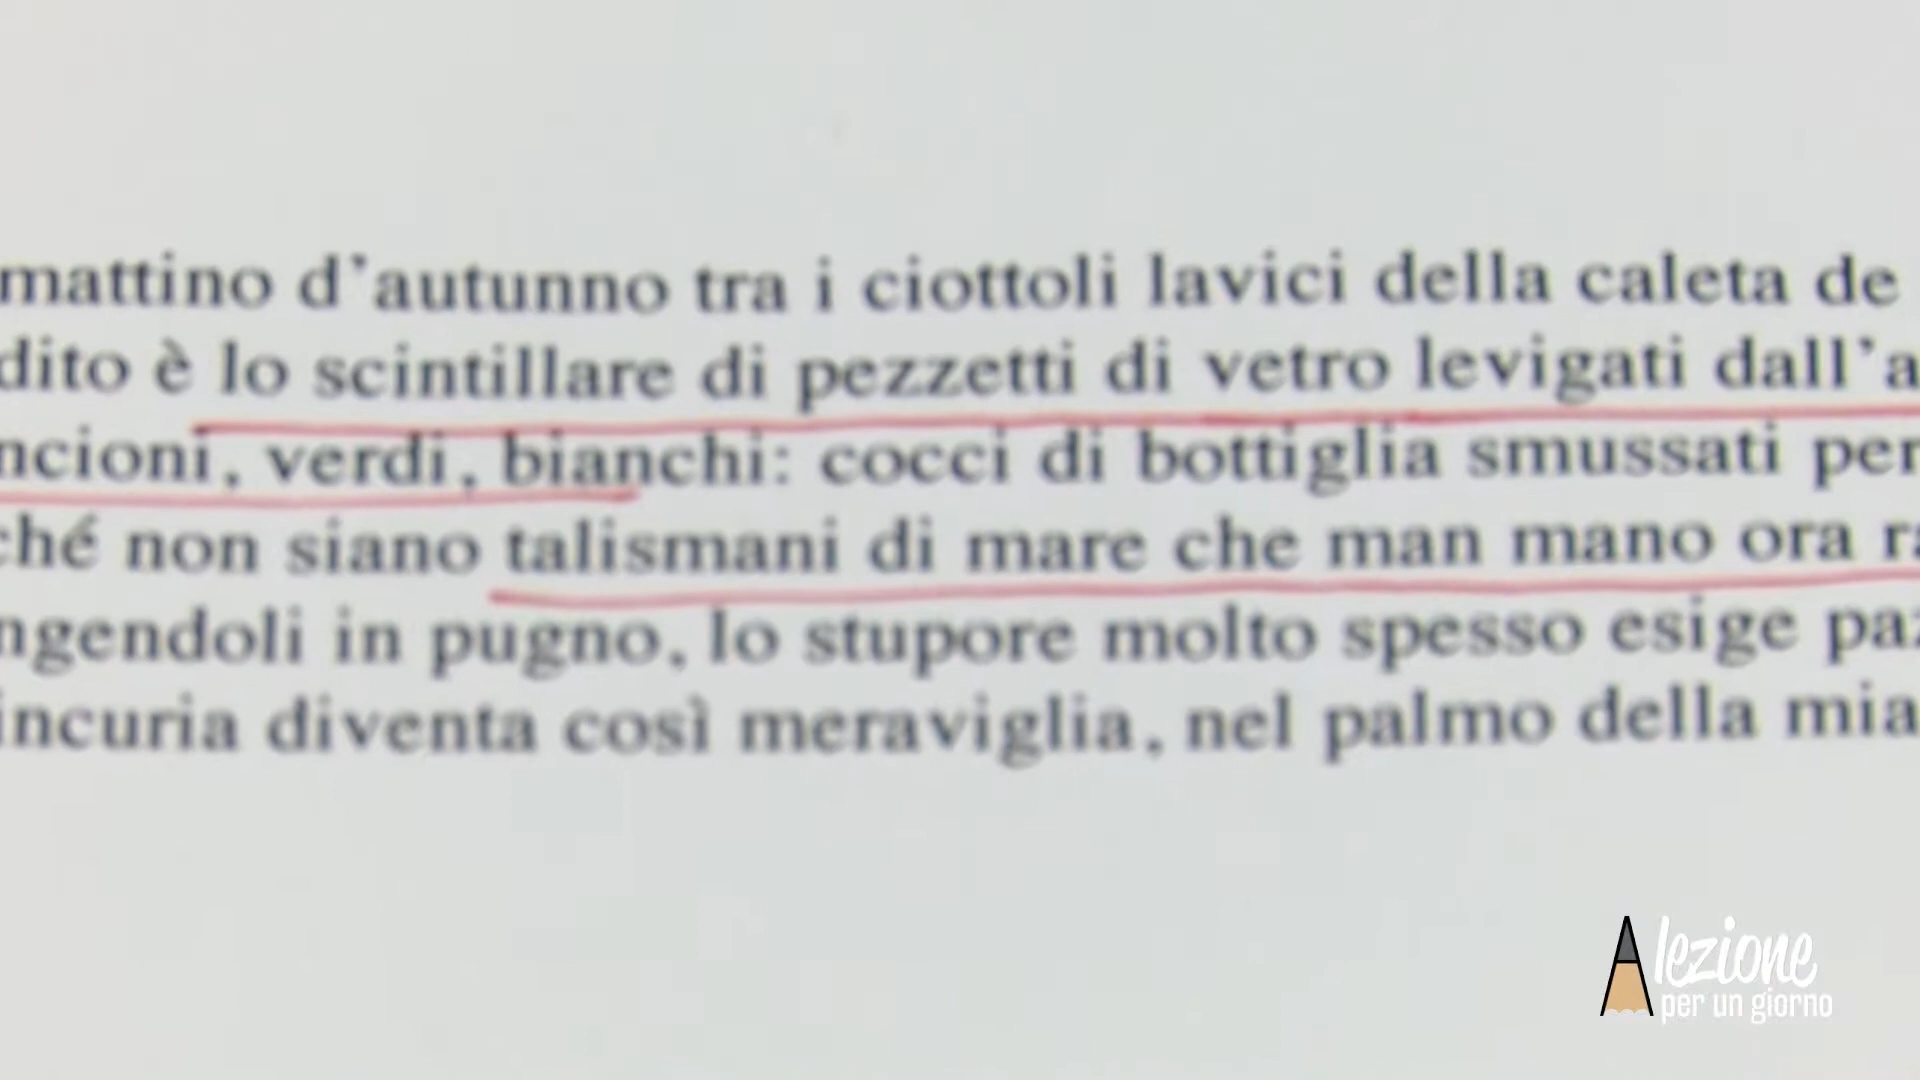 mattino d'autunno tra i ciottoli lavici della caleta de
dito è lo scintillare di pezzetti di vetro levigati dall'a
ncioni, verdi, bianchi: cocci di bottiglia smussati per
ché non siano talismani di mare che man mano ora ra
ngendoli in pugno, lo stupore molto spesso esige paz
incuria diventa così meraviglia, nel palmo della mia
A lezione
per un giorno